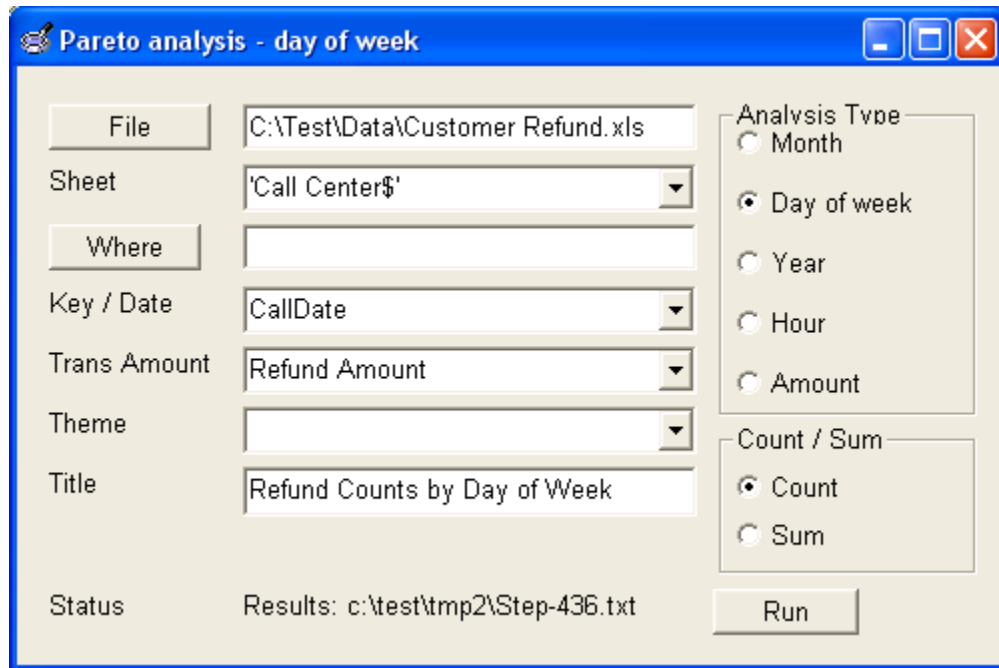 Pareto analysis - day of week
File
C:\Test\Data\Customer Refund.xls
Sheet
'Call Center$'
Where
Key / Date
CallDate
Trans Amount
Refund Amount
Theme
Title
Refund Counts by Day of Week
Analysis Type
Month
Day of week
Year
Hour
Amount
Count / Sum
Count
Sum
Status
Results: c:\test\tmp2\Step-436.txt
Run